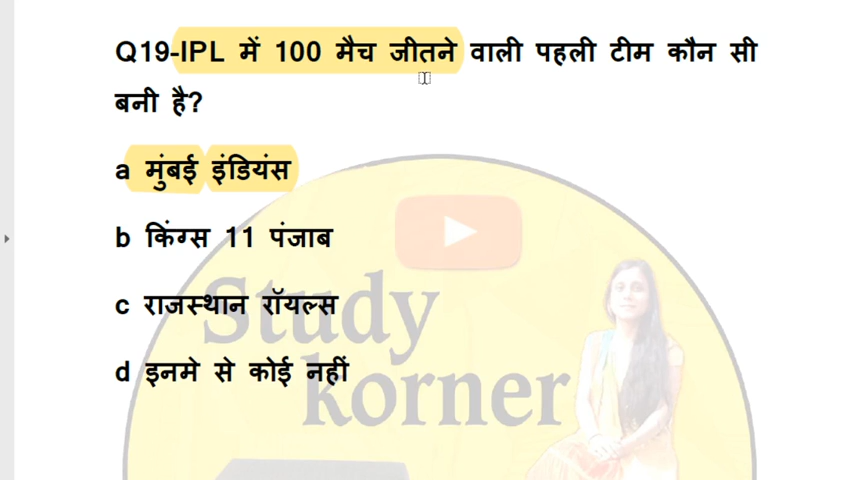 Q19-IPL में 100 मैच जीतने वाली पहली टीम कौन सी
बनी है?
a मुंबई इंडियंस
b किंग्स 11 पंजाब
c राजस्थान रॉयल्स
d इनमे से कोई नहीं
Study
korner